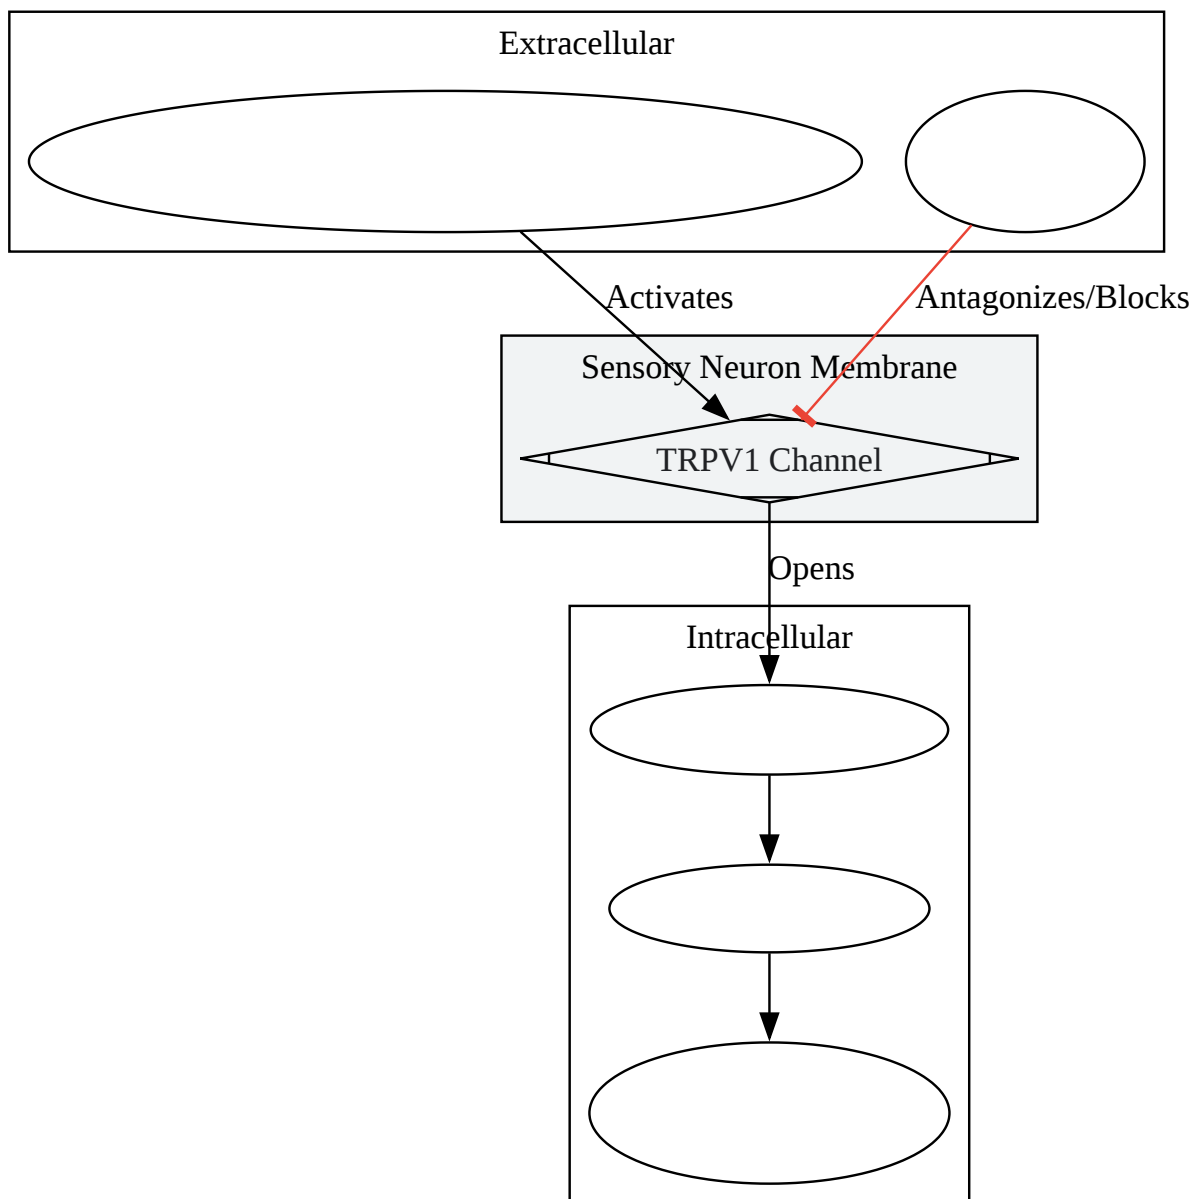 Extracellular
Activates
Antagonizes/Blocks
Sensory Neuron Membrane
TRPV1 Channel
Opens
Intracellular